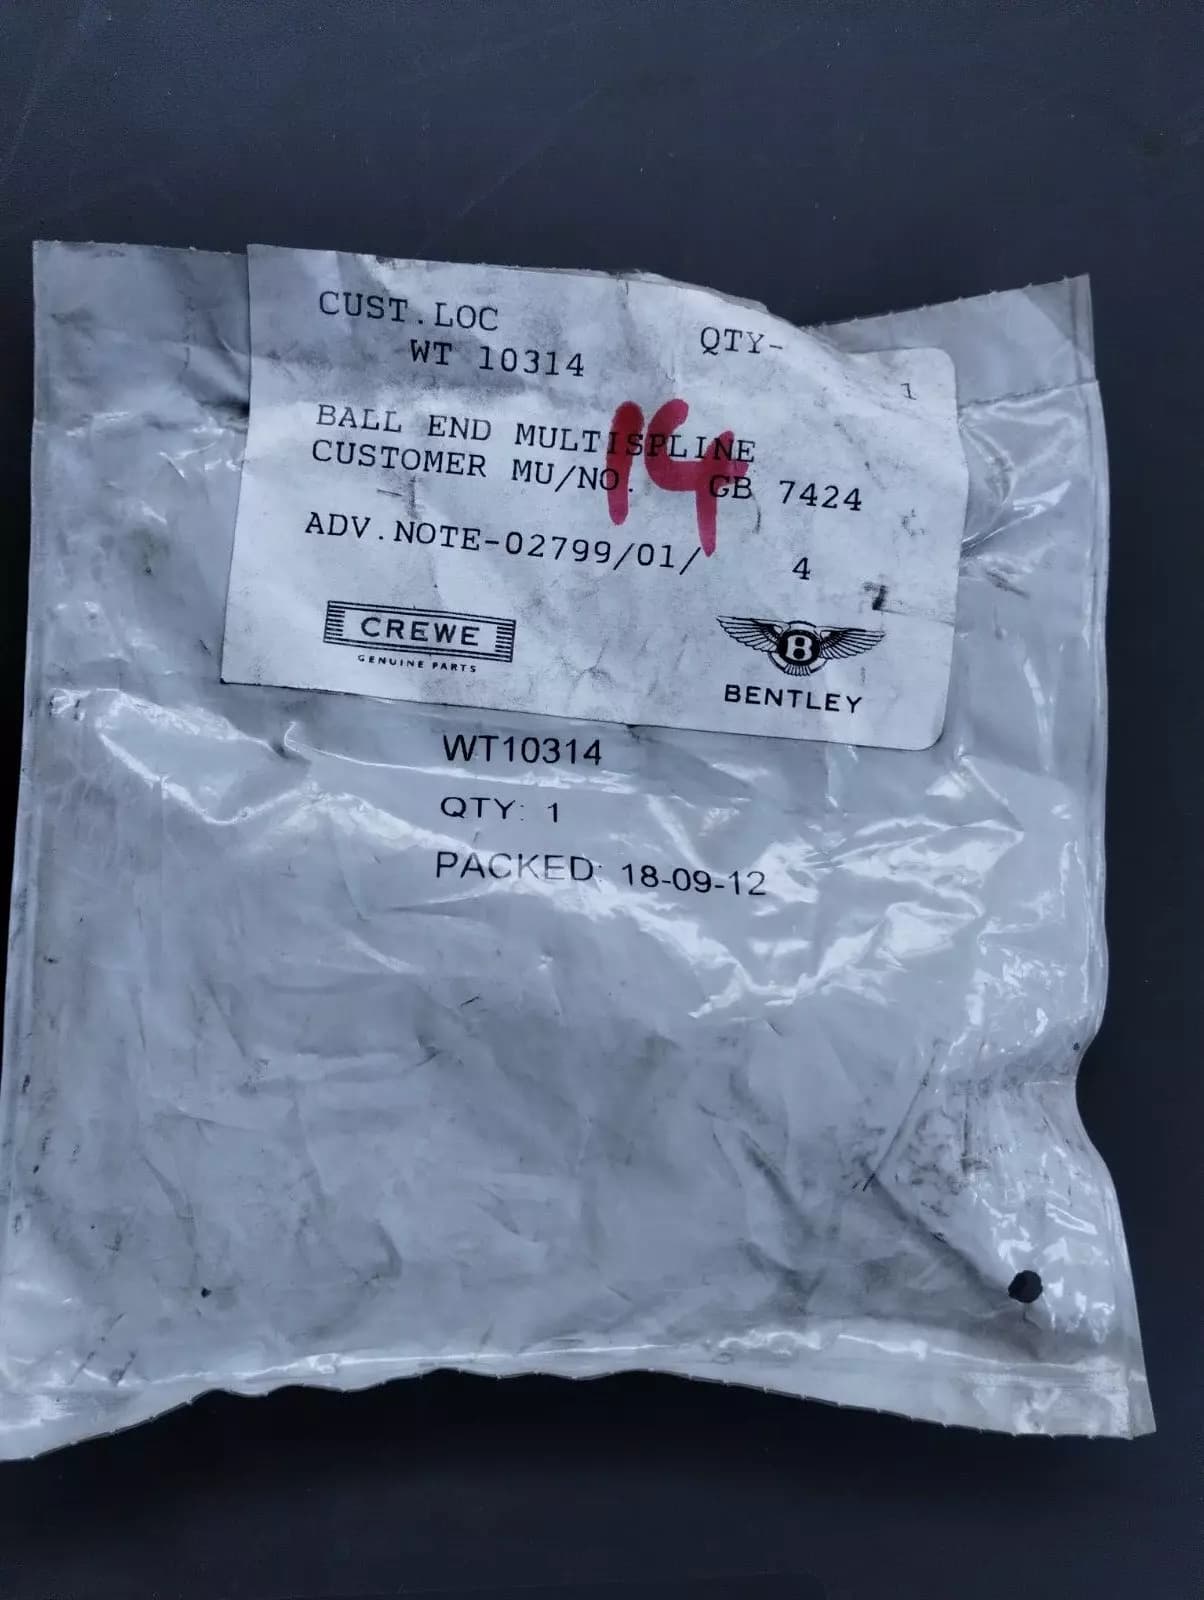 CUST.LOC QTY-
WT 10314 1
BALL END MULTISPLINE
CUSTOMER MU/NO. GB 7424
14
ADV.NOTE-02799/01/ 4
CREWE
GENUINE PARTS
B
BENTLEY
WT10314
QTY: 1
PACKED: 18-09-12